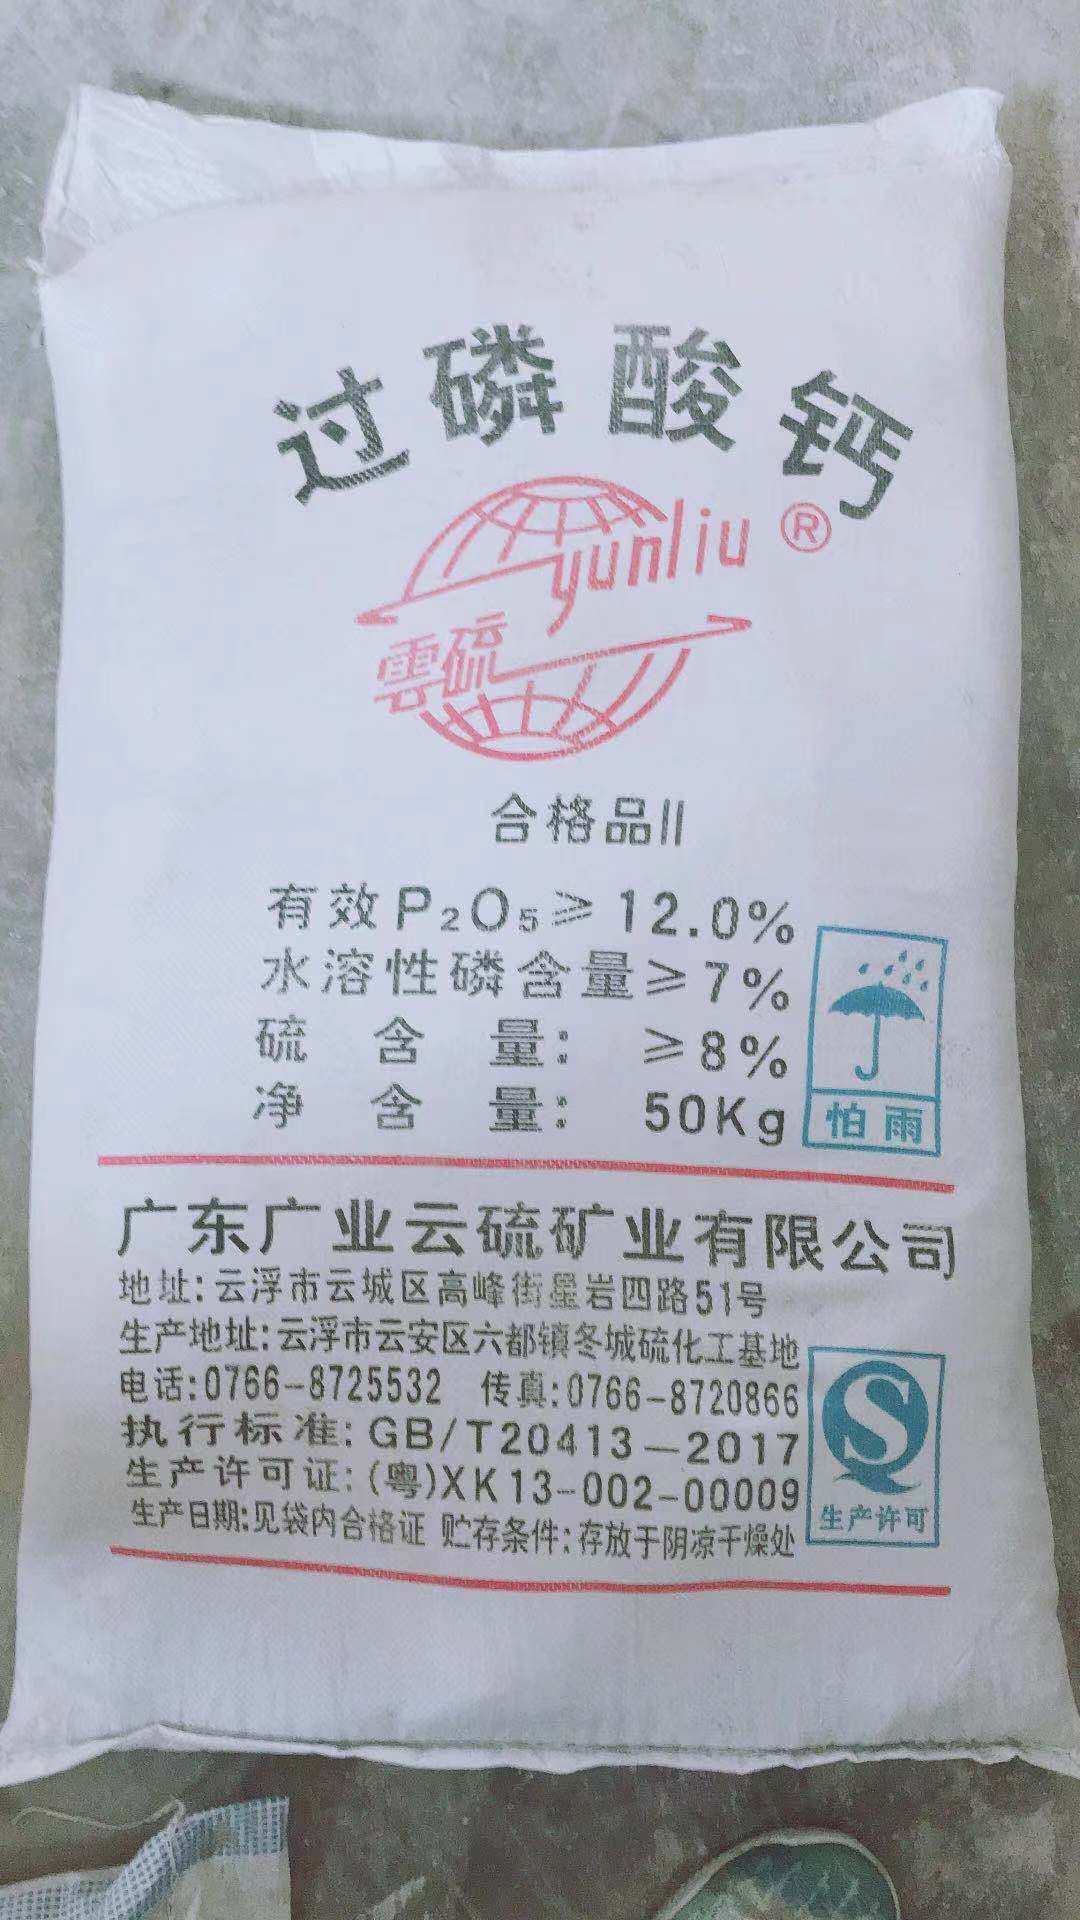 过磷酸钙
yunliu ®
雲硫
合格品II
有效P₂O₅≥12.0%
水溶性磷含量≥7%
硫含量：≥8%
净含量：50Kg
怕雨
广东广业云硫矿业有限公司
地址：云浮市云城区高峰街星岩四路51号
生产地址：云浮市云安区六都镇冬城硫化工基地
电话：0766-8725532 传真：0766-8720866
执行标准：GB/T20413-2017
生产许可证：(粤)XK13-002-00009
生产日期：见袋内合格证 贮存条件：存放于阴凉干燥处
生产许可